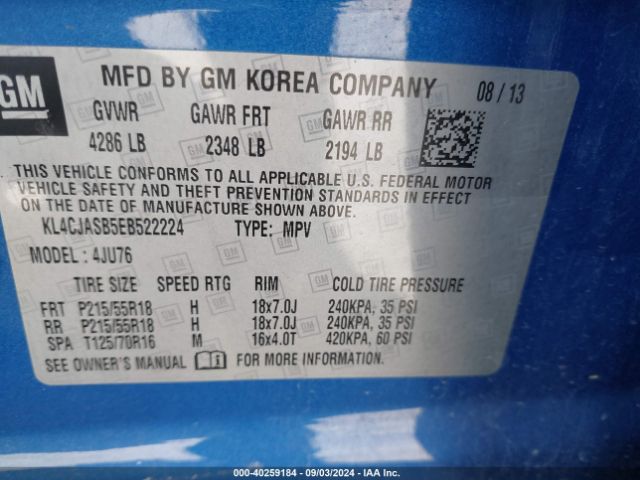 GM
MFD BY GM KOREA COMPANY 08 / 13
GVWR GAWR FRT GAWR RR
4286 LB 2348 LB 2194 LB
THIS VEHICLE CONFORMS TO ALL APPLICABLE U.S. FEDERAL MOTOR
VEHICLE SAFETY AND THEFT PREVENTION STANDARDS IN EFFECT
ON THE DATE OF MANUFACTURE SHOWN ABOVE.
KL4CJASB5EB522224 TYPE: MPV
MODEL : 4JU76
TIRE SIZE SPEED RTG RIM COLD TIRE PRESSURE
FRT P215/55R18 H 18x7.0J 240KPA, 35 PSI
RR P215/55R18 H 18x7.0J 240KPA, 35 PSI
SPA T125/70R16 M 16x4.0T 420KPA, 60 PSI
SEE OWNER'S MANUAL FOR MORE INFORMATION.
000-40259184 - 09/03/2024 - IAA Inc.